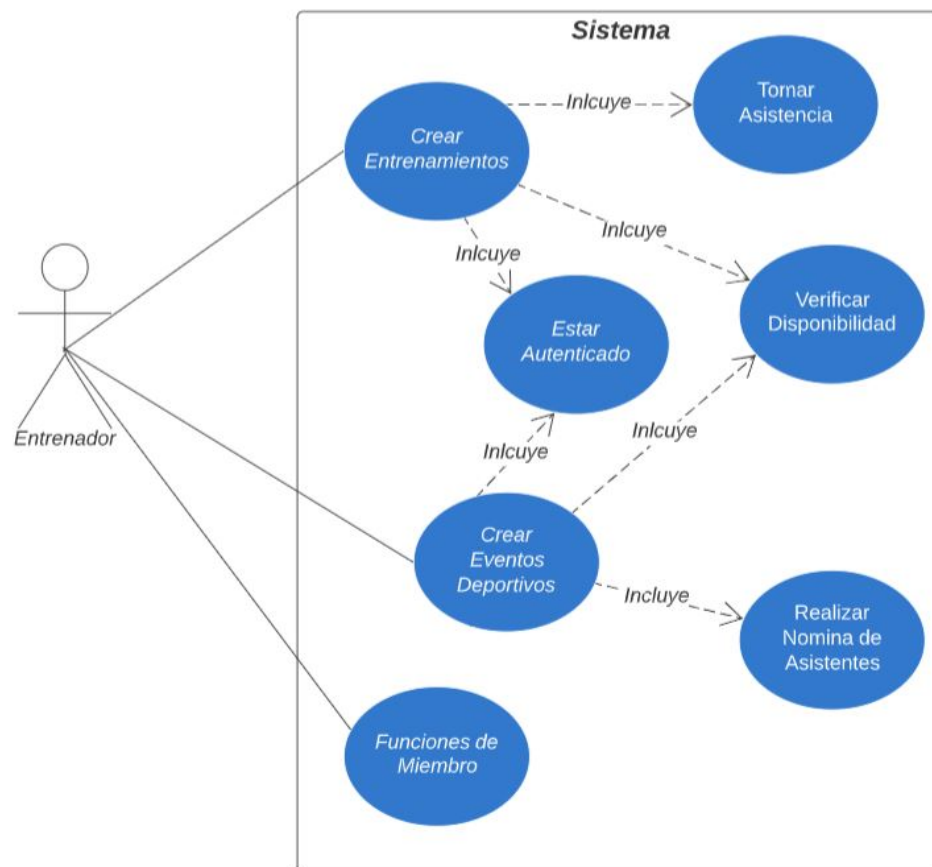 Sistema
Tomar
Asistencia
Inlcuye
Crear
Entrenamientos
Inlcuye
Inlcuye
Verificar
Disponibilidad
Estar
Autenticado
Entrenador
Inlcuye
Inlcuye
Crear
Eventos
Deportivos
Incluye
Realizar
Nomina de
Asistentes
Funciones de
Miembro